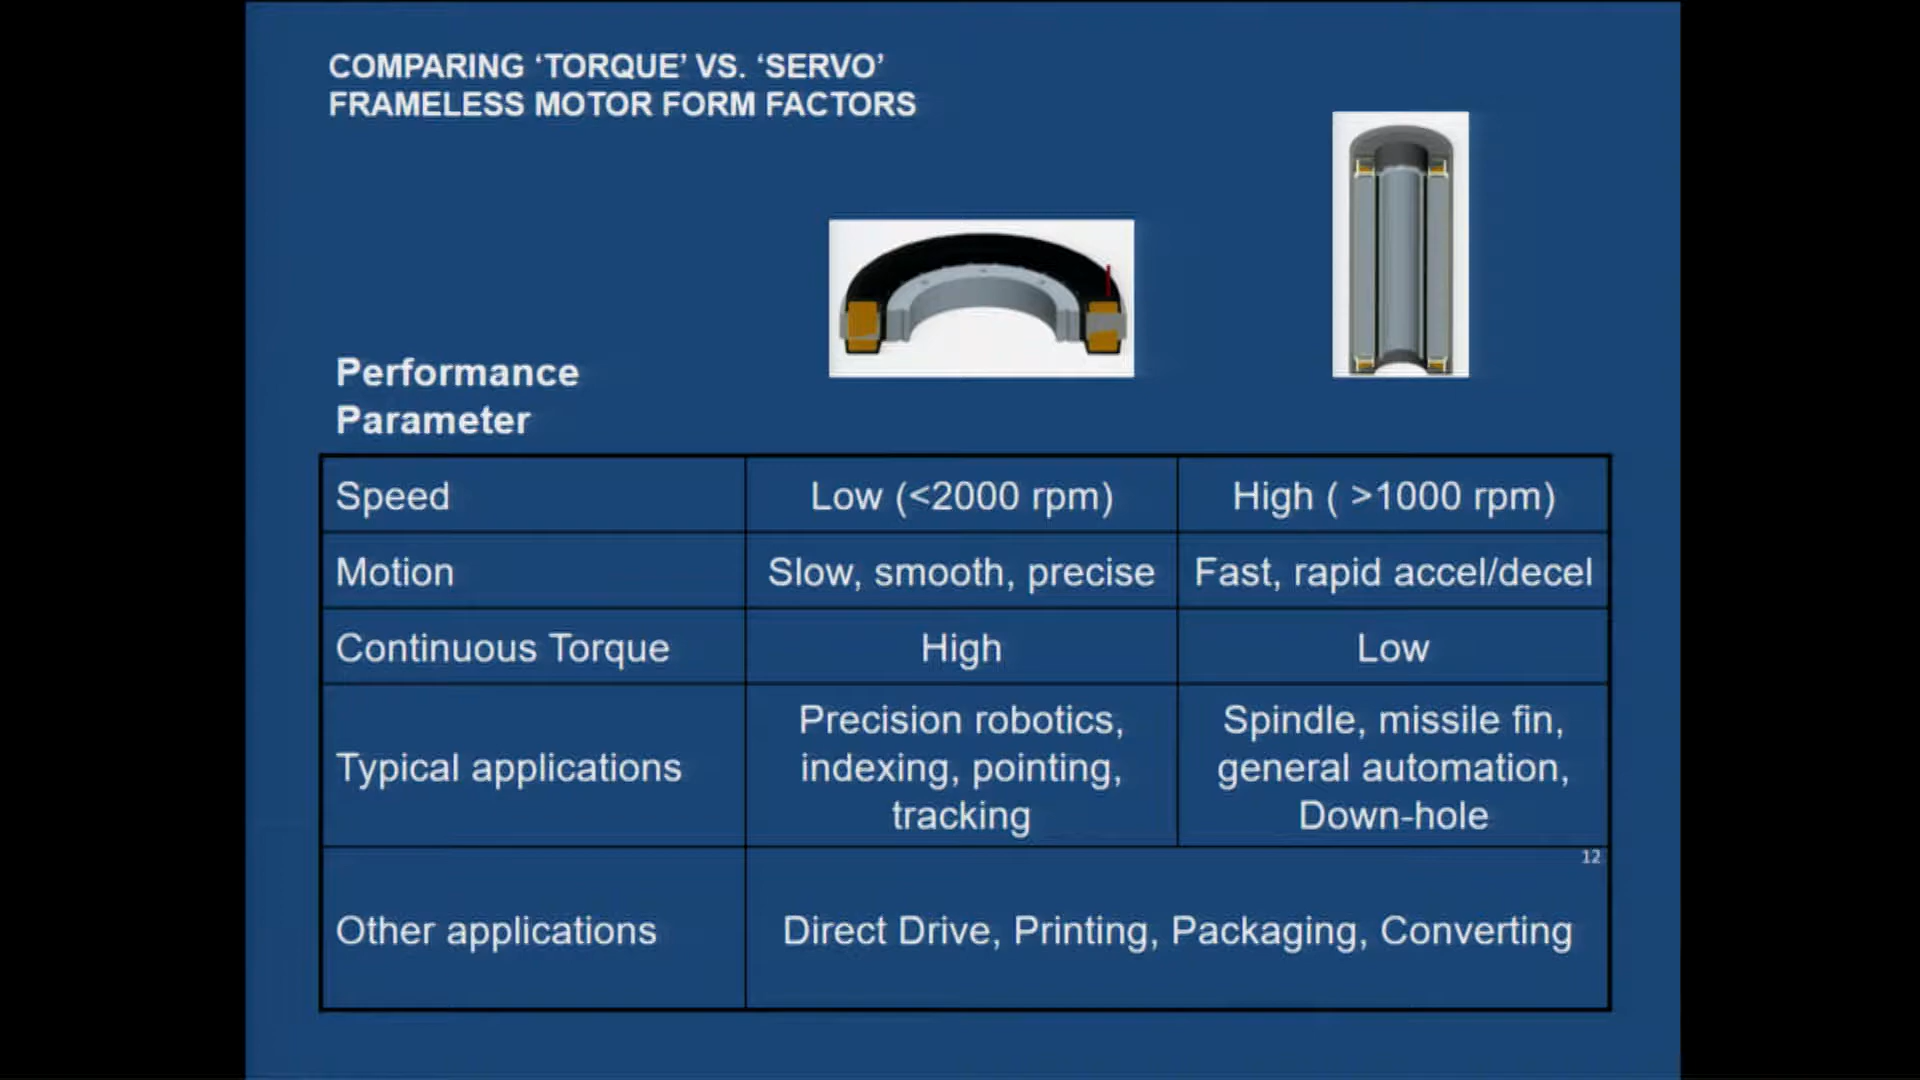 COMPARING ‘TORQUE’ VS. ‘SERVO’
FRAMELESS MOTOR FORM FACTORS
Performance
Parameter
Speed
Low (<2000 rpm)
High ( >1000 rpm)
Motion
Slow, smooth, precise
Fast, rapid accel/decel
Continuous Torque
High
Low
Typical applications
Precision robotics,
indexing, pointing,
tracking
Spindle, missile fin,
general automation,
Down-hole
12
Other applications
Direct Drive, Printing, Packaging, Converting